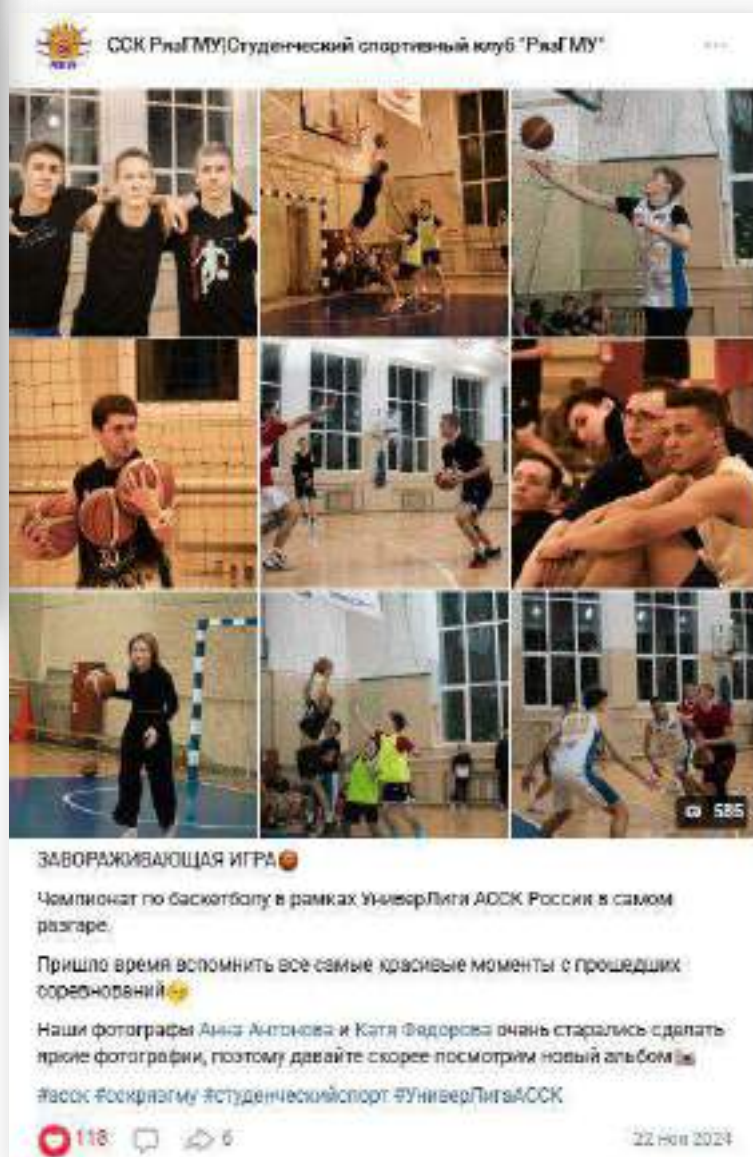 ССК РязГМУ|Студенческий спортивный клуб "РязГМУ"
585
ЗАВОРАЖИВАЮЩАЯ ИГРА
Чемпионат по баскетболу в рамках УниверЛиги АССК России в самом
разгаре.
Пришло время вспомнить все самые красивые моменты с прошедших
соревнований
Наши фотографы Анна Антонова и Катя Федорова очень старались сделать
яркие фотографии, поэтому давайте скорее посмотрим новый альбом
#асск #сскрязгму #студенческийспорт #УниверЛигаАССК
118 6
22 ноя 2024